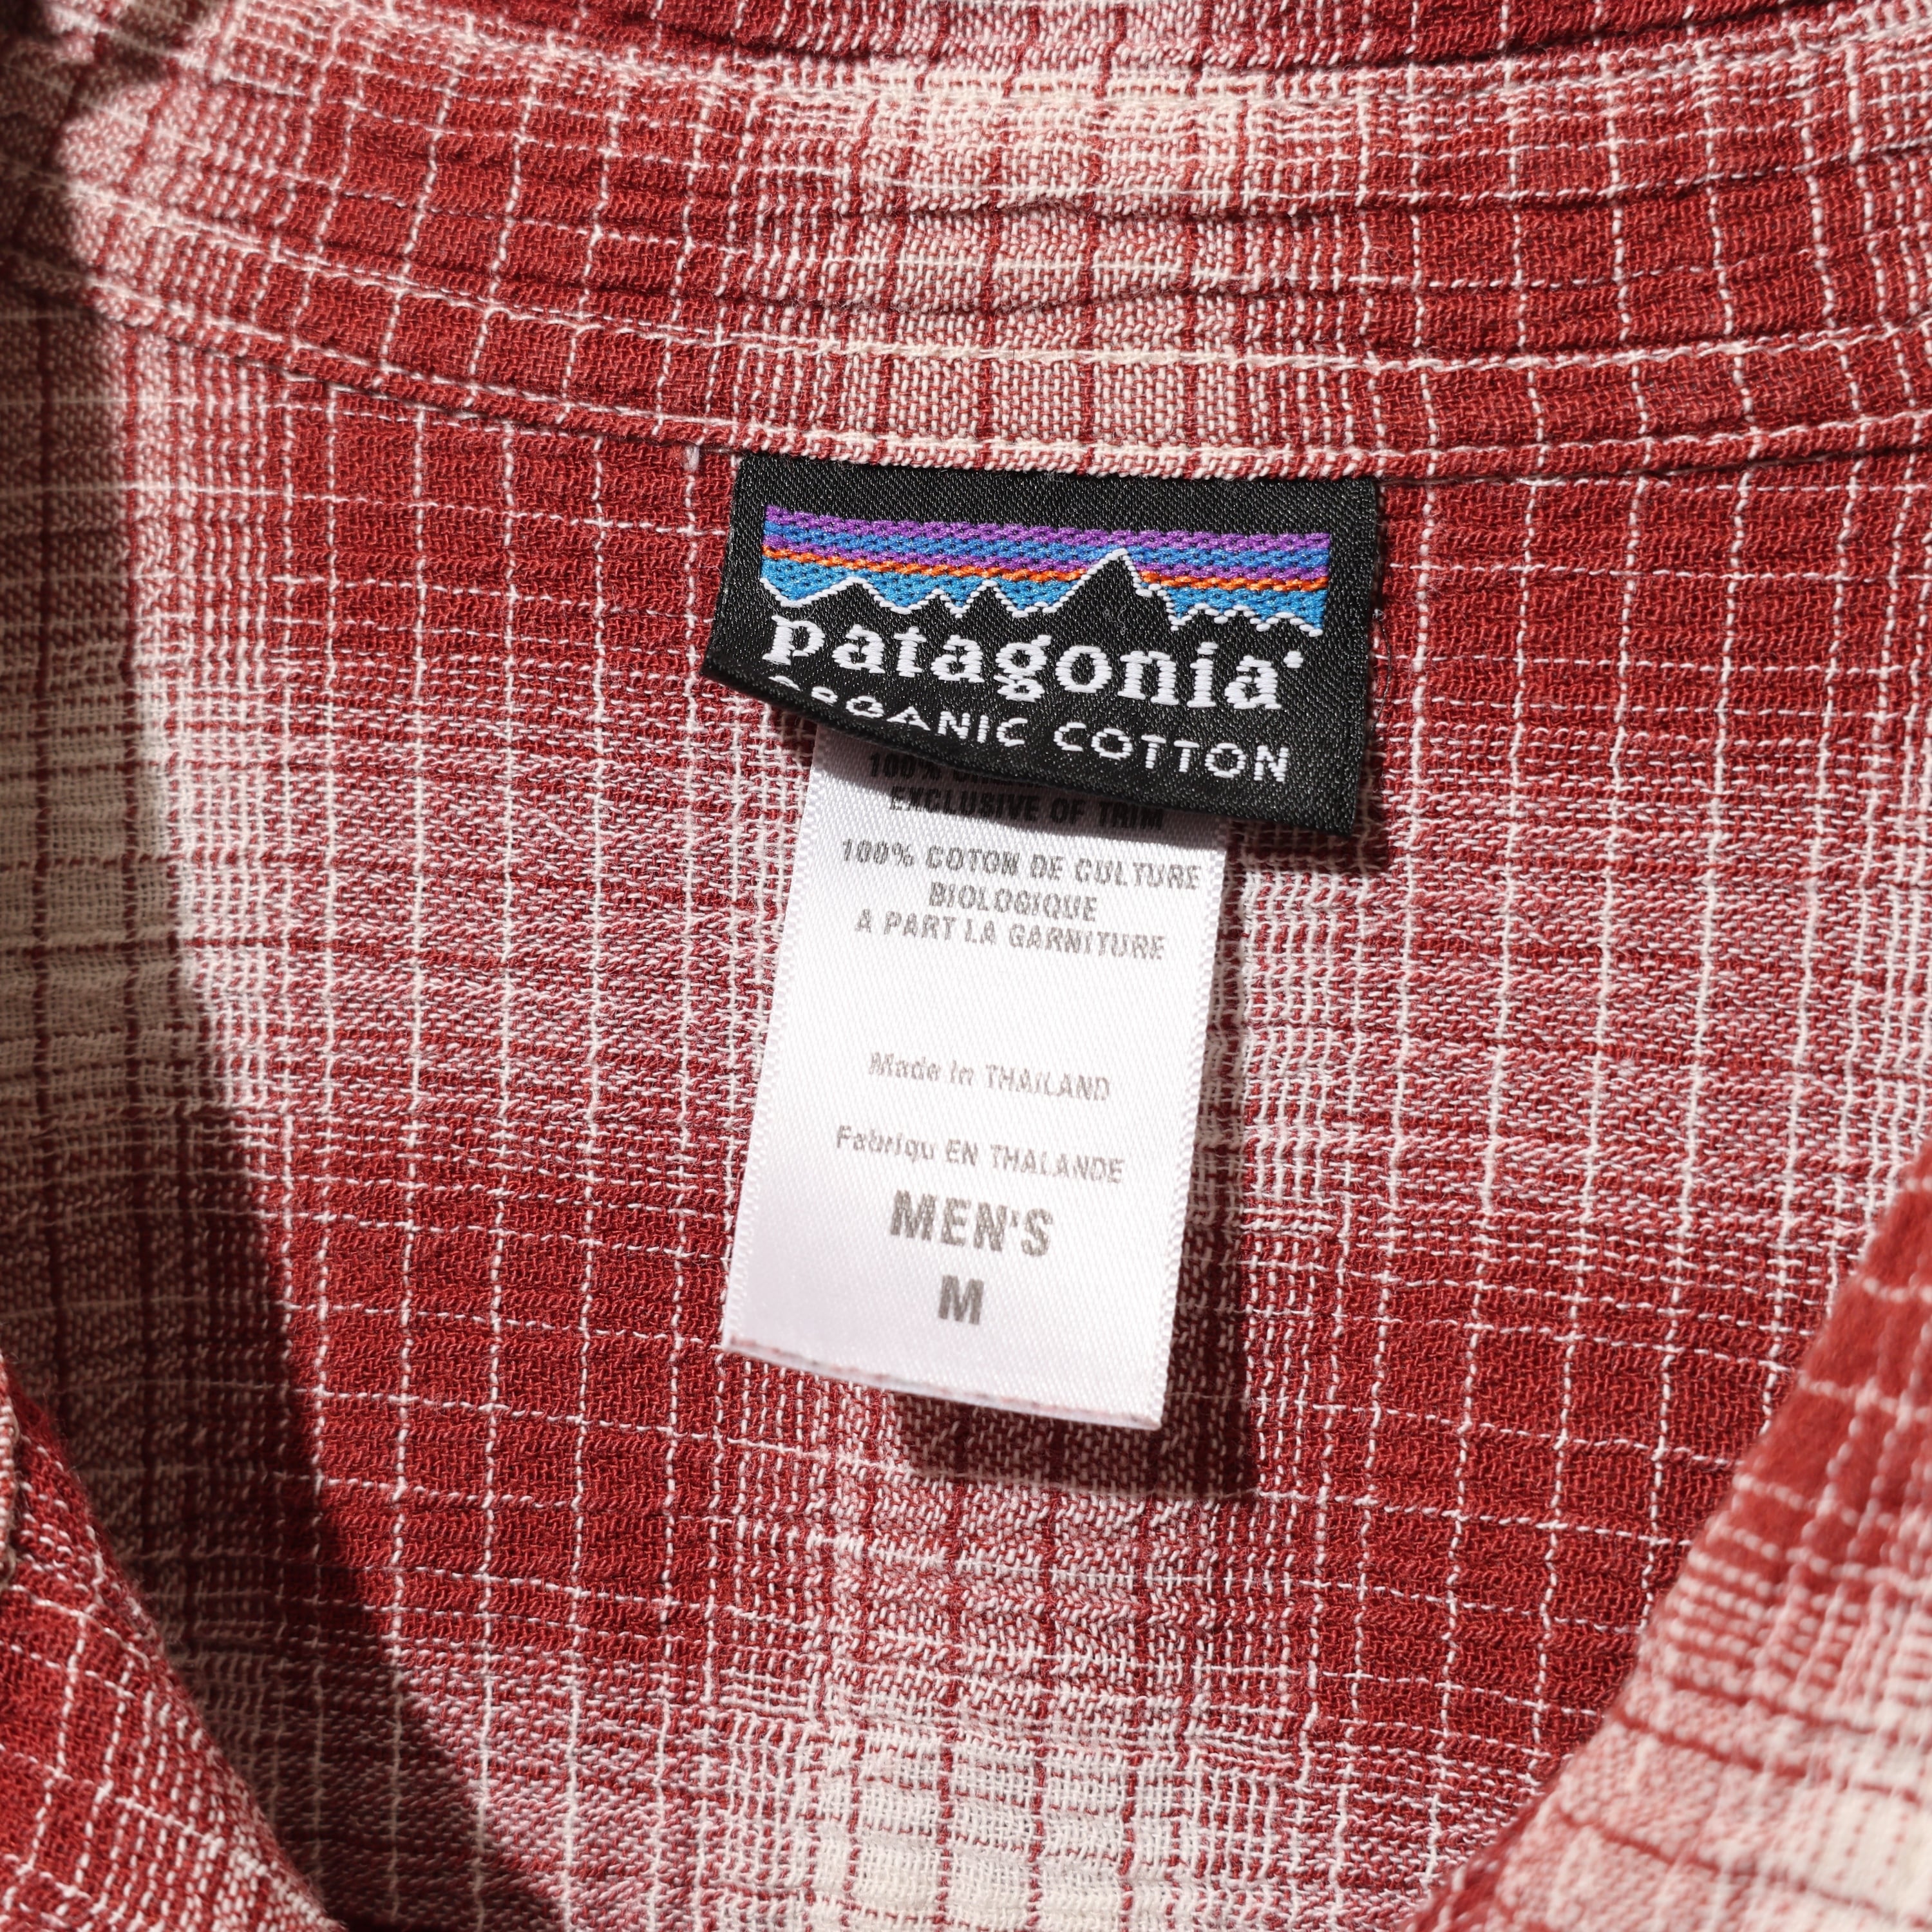 patagonia®
ORGANIC COTTON
100%
EXCLUSIVE OF TRIM
100% COTON DE CULTURE
BIOLOGIQUE
A PART LA GARNITURE
Made in THAILAND
Fabriqu EN THALANDE
MEN'S
M